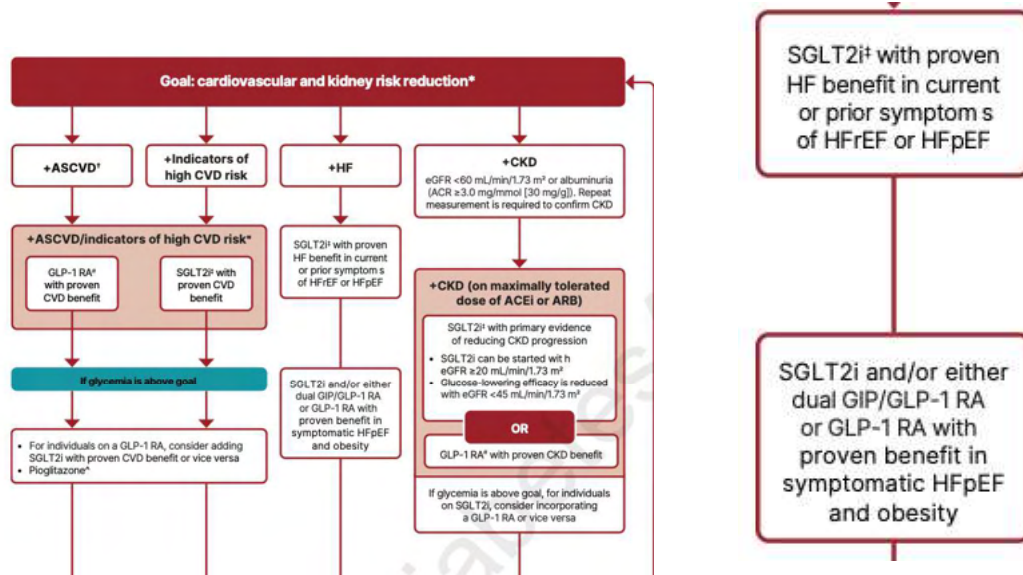 Goal: cardiovascular and kidney risk reduction*
+ASCVD†
+Indicators of
high CVD risk
+HF
+CKD
eGFR <60 mL/min/1.73 m² or albuminuria
(ACR ≥3.0 mg/mmol [30 mg/g]). Repeat
measurement is required to confirm CKD
+ASCVD/indicators of high CVD risk*
GLP-1 RA#
with proven
CVD benefit
SGLT2i‡ with
proven CVD
benefit
If glycemia is above goal
• For individuals on a GLP-1 RA, consider adding
SGLT2i with proven CVD benefit or vice versa
• Pioglitazone^
SGLT2i‡ with proven
HF benefit in current
or prior symptom s
of HFrEF or HFpEF
SGLT2i and/or either
dual GIP/GLP-1 RA
or GLP-1 RA with
proven benefit in
symptomatic HFpEF
and obesity
+CKD (on maximally tolerated
dose of ACEi or ARB)
SGLT2i‡ with primary evidence
of reducing CKD progression
• SGLT2i can be started with
eGFR ≥20 mL/min/1.73 m²
• Glucose-lowering efficacy is reduced
with eGFR <45 mL/min/1.73 m²
OR
GLP-1 RA# with proven CKD benefit
If glycemia is above goal, for individuals
on SGLT2i, consider incorporating
a GLP-1 RA or vice versa
SGLT2i‡ with proven
HF benefit in current
or prior symptom s
of HFrEF or HFpEF
SGLT2i and/or either
dual GIP/GLP-1 RA
or GLP-1 RA with
proven benefit in
symptomatic HFpEF
and obesity